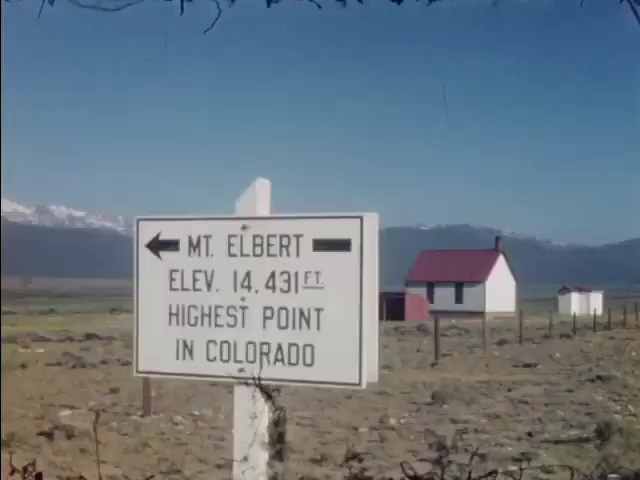 MT. ELBERT
ELEV. 14,431 FT.
HIGHEST POINT
IN COLORADO